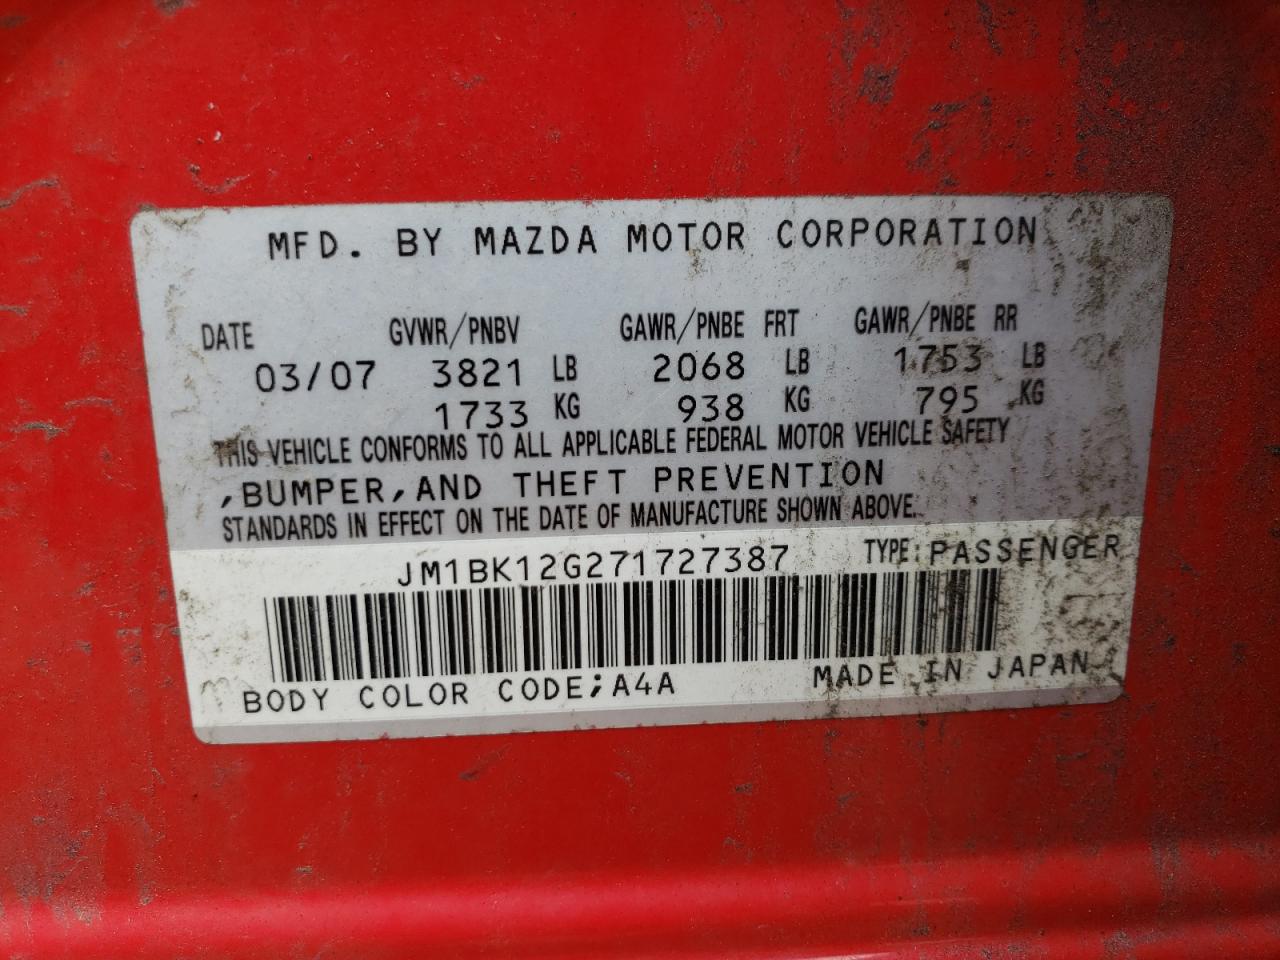 MFD. BY MAZDA MOTOR CORPORATION
DATE GVWR/PNBV GAWR/PNBE FRT GAWR/PNBE RR
03/07 3821 LB 2068 LB 1753 LB
1733 KG 938 KG 795 KG
THIS VEHICLE CONFORMS TO ALL APPLICABLE FEDERAL MOTOR VEHICLE SAFETY
,BUMPER,AND THEFT PREVENTION
STANDARDS IN EFFECT ON THE DATE OF MANUFACTURE SHOWN ABOVE.
JM1BK12G271727387 TYPE: PASSENGER
BODY COLOR CODE;A4A MADE IN JAPAN